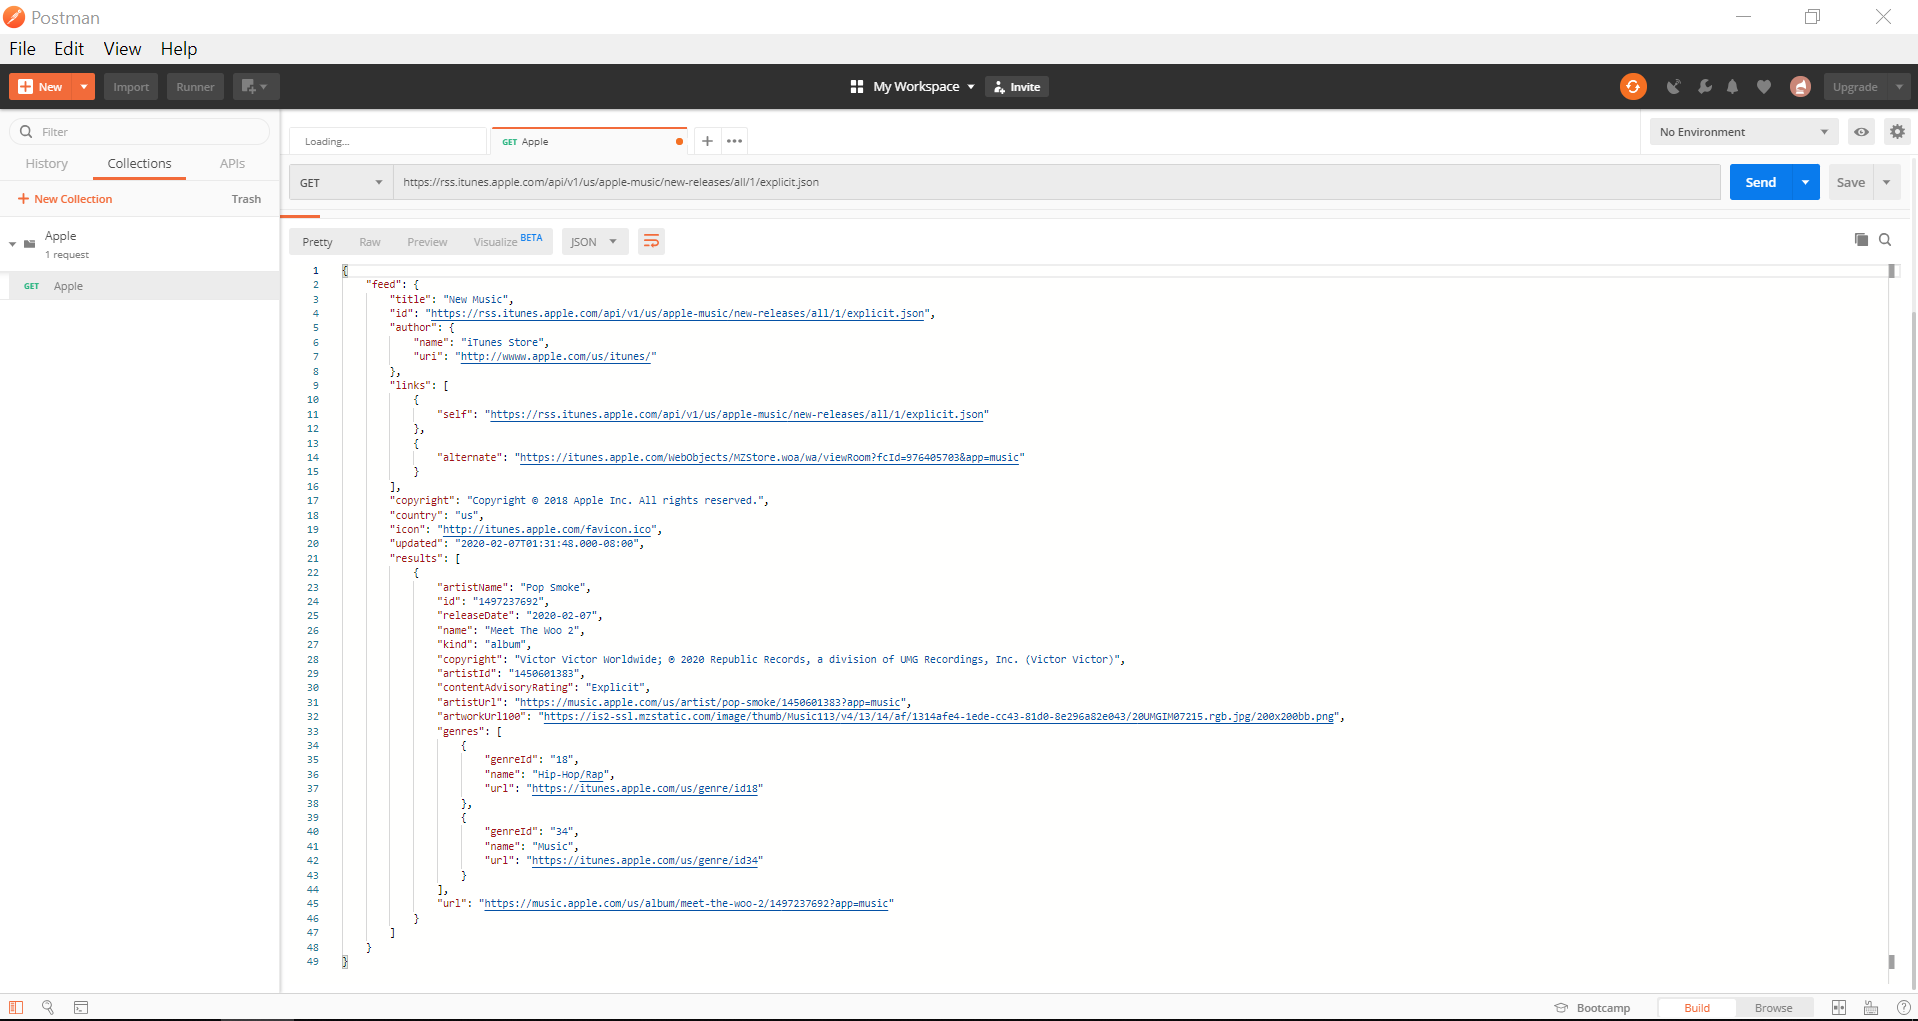 Postman
File Edit View Help
New Import Runner My Workspace Invite Upgrade
Filter
History Collections APIs
+ New Collection Trash
Apple
1 request
GET Apple
Loading... GET Apple + ••• No Environment
GET https://rss.itunes.apple.com/api/v1/us/apple-music/new-releases/all/1/explicit.json Send Save
Pretty Raw Preview Visualize BETA JSON
1 {
2 "feed": {
3 "title": "New Music",
4 "id": "https://rss.itunes.apple.com/api/v1/us/apple-music/new-releases/all/1/explicit.json",
5 "author": {
6 "name": "iTunes Store",
7 "uri": "http://wwww.apple.com/us/itunes/"
8 },
9 "links": [
10 {
11 "self": "https://rss.itunes.apple.com/api/v1/us/apple-music/new-releases/all/1/explicit.json"
12 },
13 {
14 "alternate": "https://itunes.apple.com/WebObjects/MZStore.woa/wa/viewRoom?fcId=976405703&app=music"
15 }
16 ],
17 "copyright": "Copyright © 2018 Apple Inc. All rights reserved.",
18 "country": "us",
19 "icon": "http://itunes.apple.com/favicon.ico",
20 "updated": "2020-02-07T01:31:48.000-08:00",
21 "results": [
22 {
23 "artistName": "Pop Smoke",
24 "id": "1497237692",
25 "releaseDate": "2020-02-07",
26 "name": "Meet The Woo 2",
27 "kind": "album",
28 "copyright": "Victor Victor Worldwide; ℗ 2020 Republic Records, a division of UMG Recordings, Inc. (Victor Victor)",
29 "artistId": "1450601383",
30 "contentAdvisoryRating": "Explicit",
31 "artistUrl": "https://music.apple.com/us/artist/pop-smoke/1450601383?app=music",
32 "artworkUrl100": "https://is2-ssl.mzstatic.com/image/thumb/Music113/v4/13/14/af/1314afe4-1ede-cc43-81d0-8e296a82e043/20UMGIM07215.rgb.jpg/200x200bb.png",
33 "genres": [
34 {
35 "genreId": "18",
36 "name": "Hip-Hop/Rap",
37 "url": "https://itunes.apple.com/us/genre/id18"
38 },
39 {
40 "genreId": "34",
41 "name": "Music",
42 "url": "https://itunes.apple.com/us/genre/id34"
43 }
44 ],
45 "url": "https://music.apple.com/us/album/meet-the-woo-2/1497237692?app=music"
46 }
47 ]
48 }
49 }
Bootcamp Build Browse